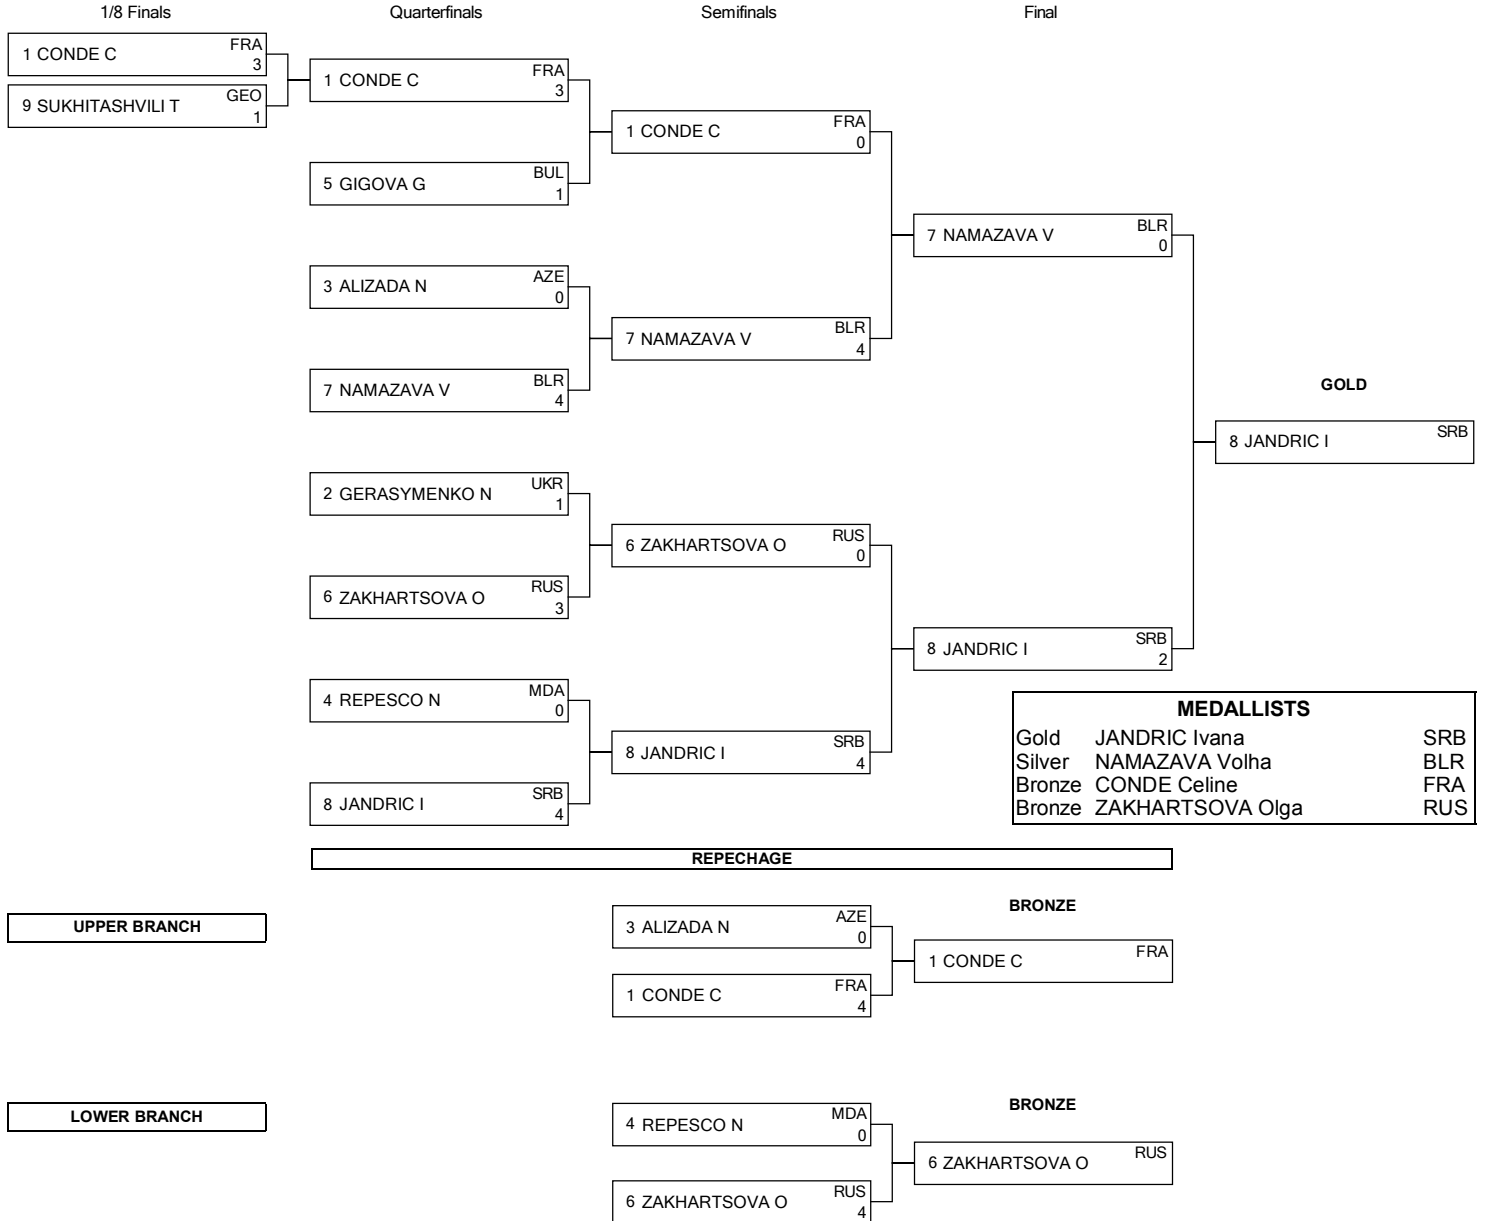 1/8 Finals Quarterfinals Semifinals Final
1 CONDE C FRA 3
9 SUKHITASHVILI T GEO 1
1 CONDE C FRA 3
5 GIGOVA G BUL 1
3 ALIZADA N AZE 0
7 NAMAZAVA V BLR 4
2 GERASYMENKO N UKR 1
6 ZAKHARTSOVA O RUS 3
4 REPESCO N MDA 0
8 JANDRIC I SRB 4
1 CONDE C FRA 0
7 NAMAZAVA V BLR 4
6 ZAKHARTSOVA O RUS 0
8 JANDRIC I SRB 4
7 NAMAZAVA V BLR 0
8 JANDRIC I SRB 2
GOLD
8 JANDRIC I SRB
MEDALLISTS
Gold JANDRIC Ivana SRB
Silver NAMAZAVA Volha BLR
Bronze CONDE Celine FRA
Bronze ZAKHARTSOVA Olga RUS
REPECHAGE
UPPER BRANCH
3 ALIZADA N AZE 0
1 CONDE C FRA 4
BRONZE
1 CONDE C FRA
LOWER BRANCH
4 REPESCO N MDA 0
6 ZAKHARTSOVA O RUS 4
BRONZE
6 ZAKHARTSOVA O RUS